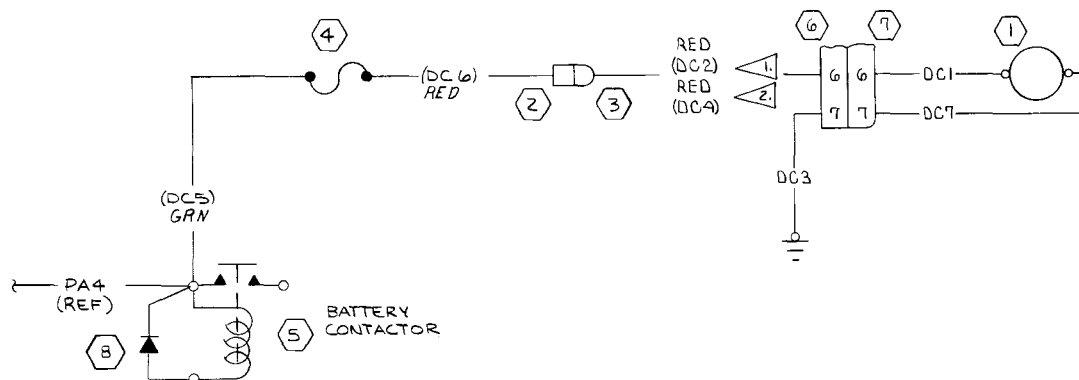 4
6
7
1
RED
(DC2)
1.
RED
(DC4)
2.
(DC6)
RED
2
3
6
6
7
7
DC1
DC7
DC3
(DC5)
GRN
PA4
(REF)
8
5
BATTERY
CONTACTOR